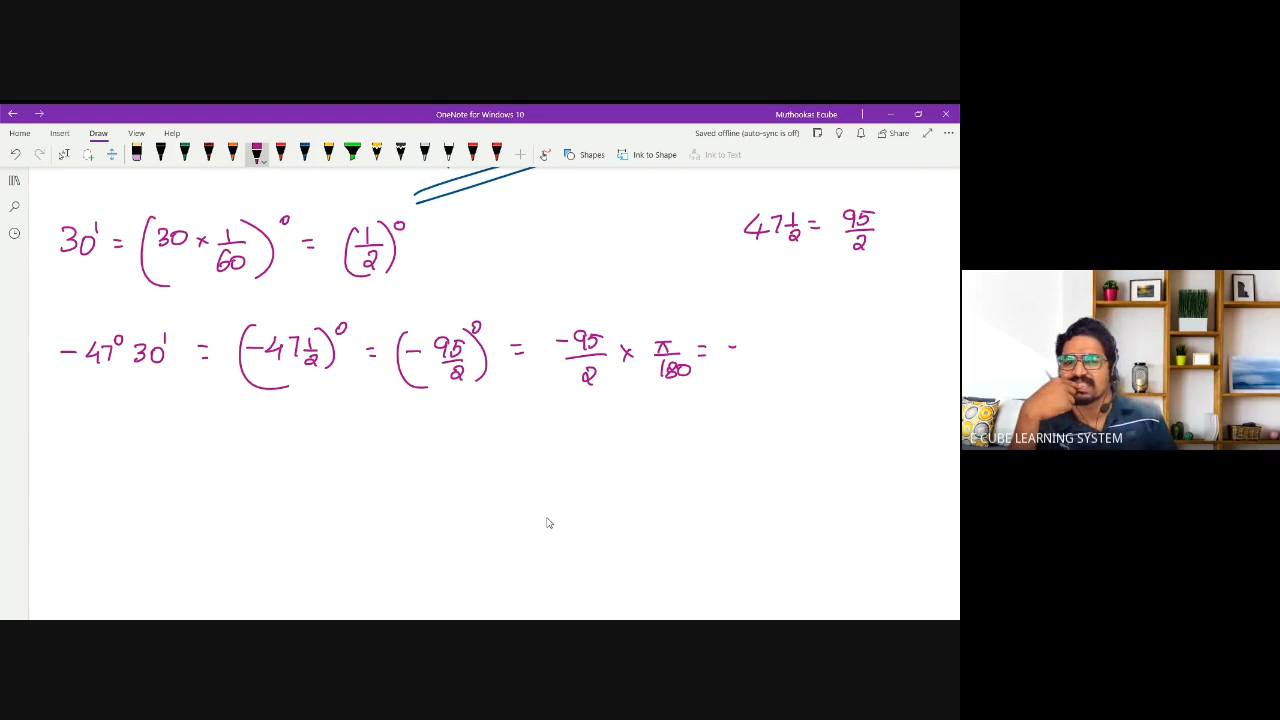 OneNote for Windows 10
Muthookas Ecube
Home Insert Draw View Help
Saved offline (auto-sync is off)
Share
Shapes
Ink to Shape
Ink to Text
30' = (30 × 1/60)° = (1/2)°
47 1/2 = 95/2
-47° 30' = (-47 1/2)° = (-95/2)° = -95/2 × π/180 = -
E CUBE LEARNING SYSTEM